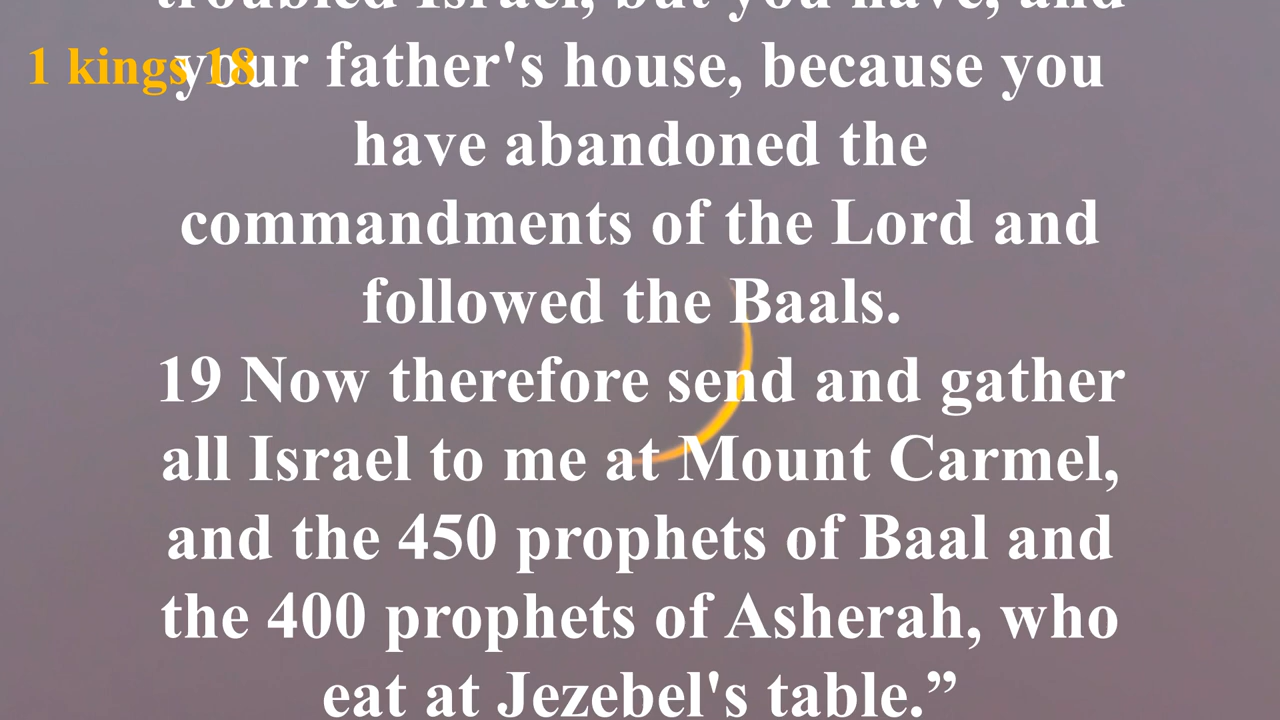 troubled Israel, but you have, and
1 kings 18
your father's house, because you
have abandoned the
commandments of the Lord and
followed the Baals.
19 Now therefore send and gather
all Israel to me at Mount Carmel,
and the 450 prophets of Baal and
the 400 prophets of Asherah, who
eat at Jezebel's table.”